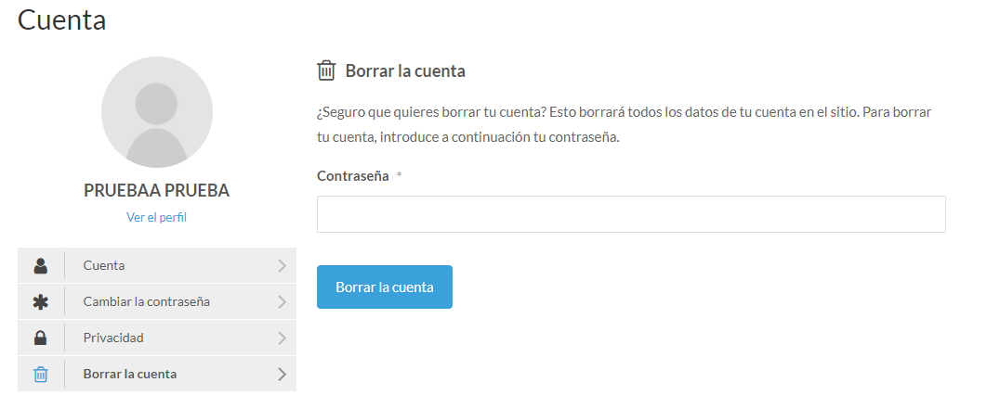 Cuenta
PRUEBAA PRUEBA
Ver el perfil
Cuenta
Cambiar la contraseña
Privacidad
Borrar la cuenta
Borrar la cuenta
¿Seguro que quieres borrar tu cuenta? Esto borrará todos los datos de tu cuenta en el sitio. Para borrar
tu cuenta, introduce a continuación tu contraseña.
Contraseña *
Borrar la cuenta